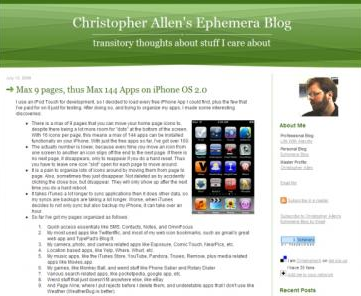 Christopher Allen's Ephemera Blog
transitory thoughts about stuff I care about
Max 9 pages, thus Max 144 Apps on iPhone OS 2.0
I use an iPod Touch for development, so I decided to load every free iPhone App I could find, plus the few that
I've paid for on it just for testing. After doing so, and trying to organize my apps, I made some interesting
discoveries:
There is a max of 9 pages that you can move your home page icons to,
despite there being a lot more room for "dots" at the bottom of the screen.
With 16 icons per page, this makes a max of 144 apps can be installed
functionally on your iPhone. With just the free apps so far, I've got over 100.
The actual number is lower, because every time you move an icon from
one screen to another an icon slips off the end to the next page. If there is
no next page, it disappears, only to reappear if you do a hard reset. Thus
you have to leave one icon "slot" open for each page to move around.
It is a pain to organize lots of icons around by moving them from page to
page. Also, sometimes they just disappear. Not deleted as by accidently
clicking the close box, but disappear. They will only show up after the next
time you do a hard reboot.
It takes iTunes a lot longer to sync applications than it does other data, so
my syncs are backups are taking a lot longer. Worse, when iTunes
decides to not only sync but also backup my iPhone, it can take over an
hour.
So far I've got my pages organized as follows:
1. Quick access essentials like SMS, Contacts, Notes, and OmniFocus
2. My most used apps like Twitterific, and most of my web icon bookmarks, such as gmail's great
web app and TypePad's Blog It.
3. My camera, photo, and camera related apps like Exposure, Comic Touch, NearPics, etc.
4. Location based apps, like Yelp, Where, Whrrl, etc.
5. My music apps, like the iTunes Store, YouTube, Pandora, Truveo, Remove, plus media related
apps like Movies.app.
6. My games, like Monkey Ball, and weird stuff like Phone Saber and Rotary Dialer
7. Various search related apps, like portablepda, google app, etc.
8. Weird stuff that just doesn't fit anywhere else, like eBay
9. And Page Nine, where I put rejects before I delete them, and undeletable apps that I don't use like
Weather (WeatherBug is better).
About Me
Professional Blog
Life With Alacrity
Personal Blog
Ephemera Blog
Master Profile
Christopher Allen
Email Me
Subscribe in a reader
Subscribe to Christopher Allen's
Ephemera Blog by Email
Recent Posts